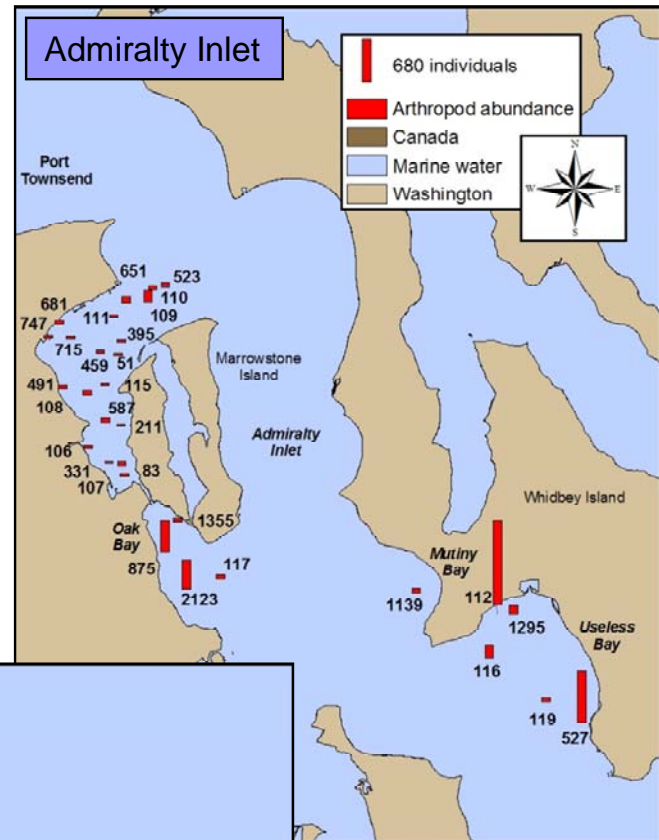 Admiralty Inlet
680 individuals
Arthropod abundance
Canada
Marine water
Washington
N
W E
S
Port
Townsend
651
523
110
109
681
111
747
715
395
459
51
Marrowstone
Island
491
115
108
587
211
Admiralty
Inlet
106
331
83
107
Whidbey Island
1355
Oak
Bay
875
117
2123
Mutiny
Bay
1139
112
1295
Useless
Bay
116
119
527